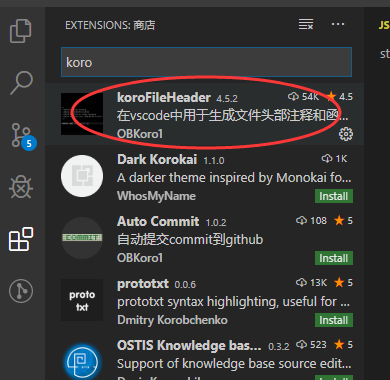 EXTENSIONS: 商店
JS
koro
st
koroFileHeader 4.5.2 54K 4.5
在vscode中用于生成文件头部注释和函...
OBKoro1
5
Dark Korokai 1.1.0 1K
A darker theme inspired by Monokai fo...
WhosMyName Install
COMMIT
Auto Commit 1.0.2 108 5
自动提交commit到github
OBKoro1 Install
proto
txt
prototxt 0.0.6 13K 5
prototxt syntax highlighting, useful for ...
Dmitry Korobchenko Install
OSTIS Knowledge bas... 0.3.2 523 5
Support of knowledge base source edit...